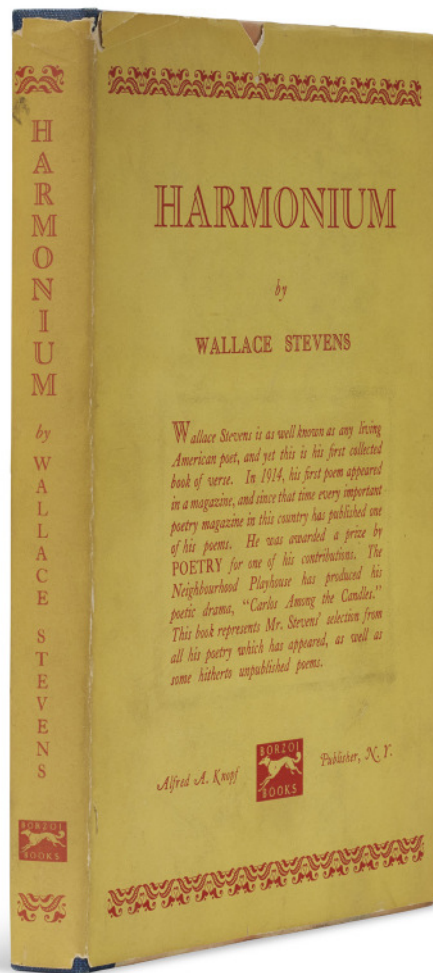 HARMONIUM
by
WALLACE STEVENS
Wallace Stevens is as well known as any living
American poet, and yet this is his first collected
book of verse. In 1914, his first poem appeared
in a magazine, and since that time every important
poetry magazine in this country has published one
of his poems. He was awarded a prize by
POETRY for one of his contributions. The
Neighbourhood Playhouse has produced his
poetic drama, “Carlos Among the Candles.”
This book represents Mr. Stevens' selection from
all his poetry which has appeared, as well as
some hitherto unpublished poems.
Alfred A. Knopf
BORZOI
BOOKS
Publisher, N. Y.
HARMONIUM by WALLACE STEVENS
BORZOI
BOOKS